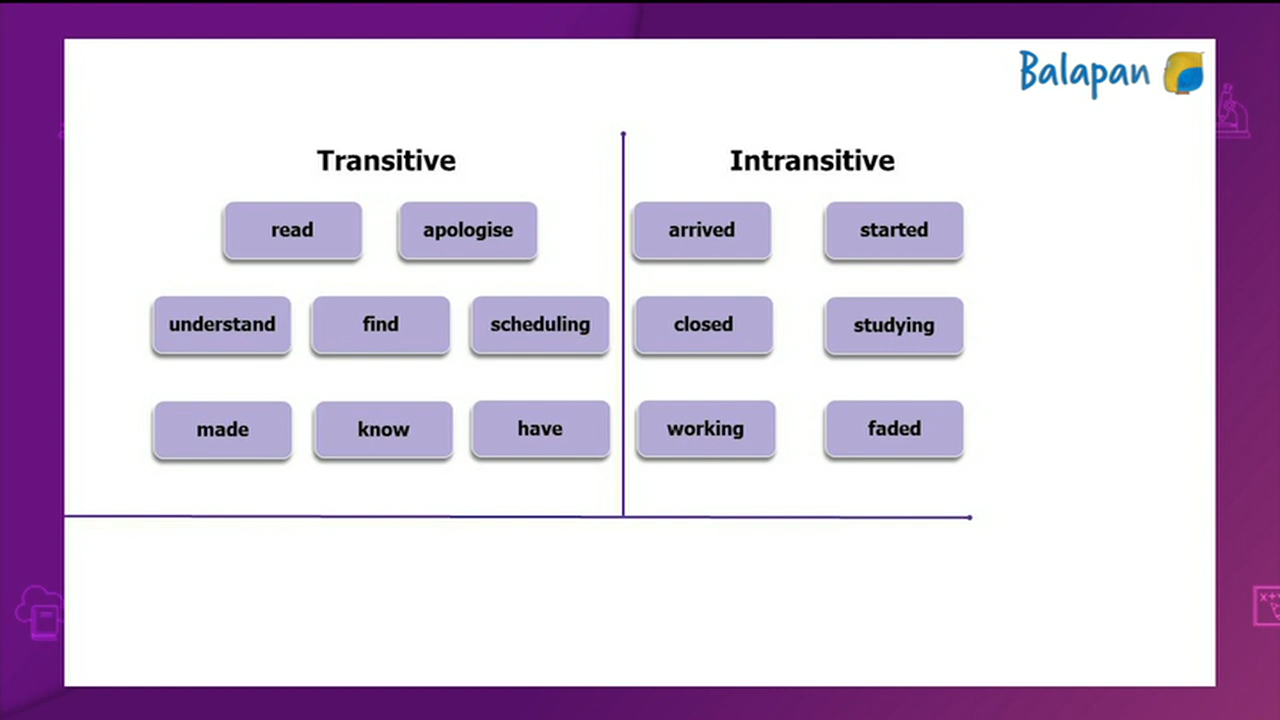 Balapan
Transitive Intransitive
read apologise arrived started
understand find scheduling closed studying
made know have working faded